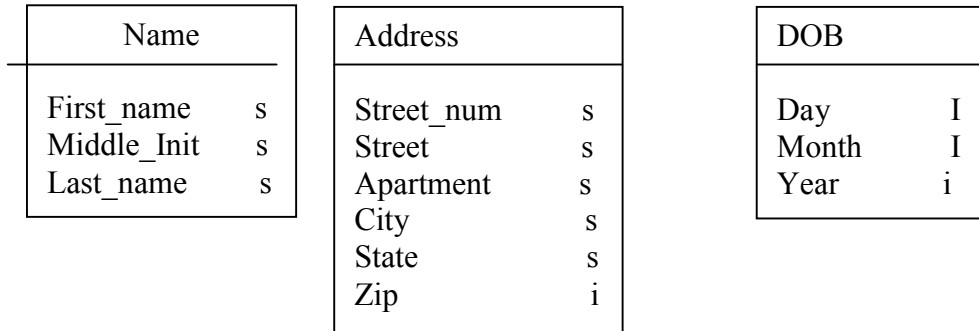 Name
First_name s
Middle_Init s
Last_name s
Address
Street_num s
Street s
Apartment s
City s
State s
Zip i
DOB
Day I
Month I
Year i